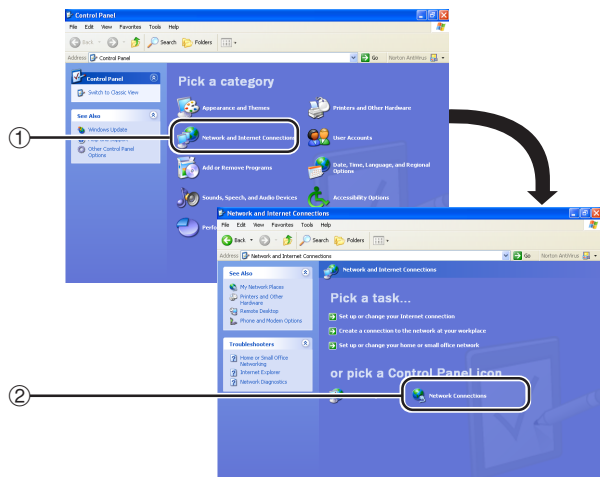 Control Panel
File Edit View Favorites Tools Help
Back Search Folders
Address Control Panel Go Norton AntiVirus
Control Panel
Switch to Classic View
See Also
Windows Update
Help and Support
Other Control Panel
Options
Pick a category
Appearance and Themes
Printers and Other Hardware
Network and Internet Connections
User Accounts
Add or Remove Programs
Date, Time, Language, and Regional
Options
Sounds, Speech, and Audio Devices
Accessibility Options
Perfo
①
Network and Internet Connections
File Edit View Favorites Tools Help
Back Search Folders
Address Network and Internet Connections Go Norton AntiVirus
See Also
My Network Places
Printers and Other
Hardware
Remote Desktop
Phone and Modem Options
Troubleshooters
Home or Small Office
Networking
Internet Explorer
Network Diagnostics
Network and Internet Connections
Pick a task...
Set up or change your Internet connection
Create a connection to the network at your workplace
Set up or change your home or small office network
or pick a Control Panel icon
Network Connections
②